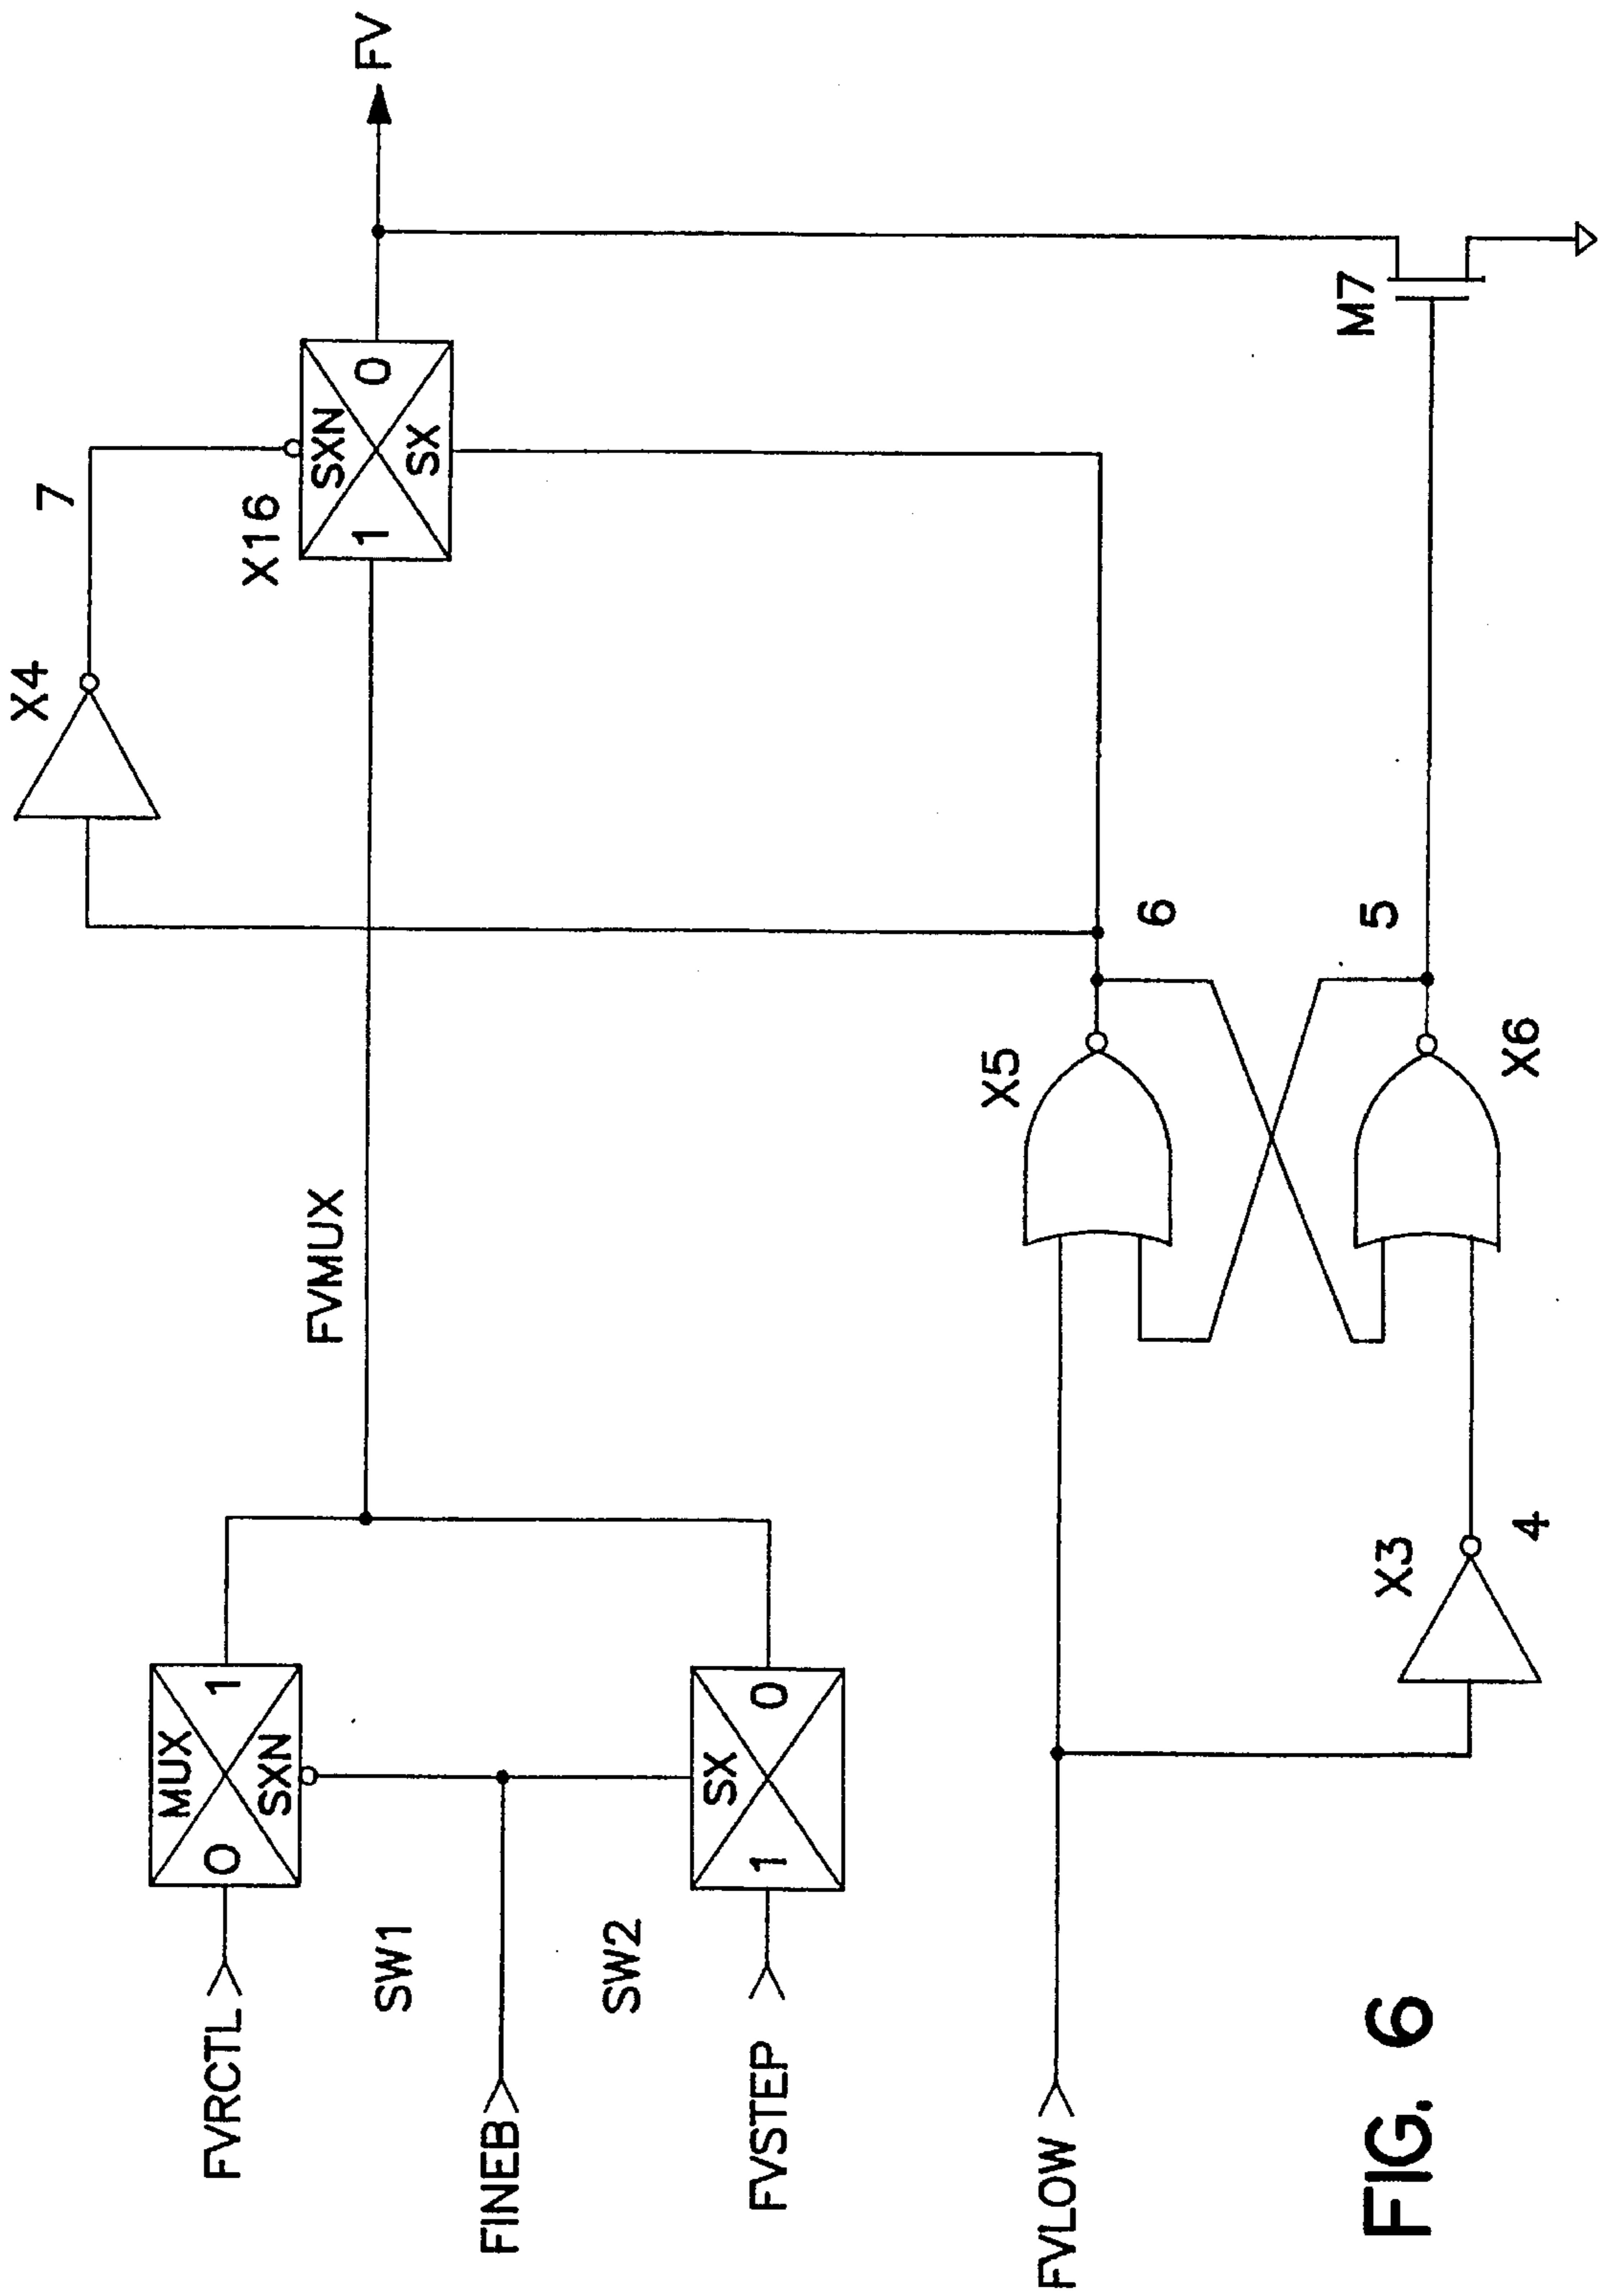 X4
7
FVRCTL
0
MUX
1
SXN
FVMUX
X16
1
SXN
0
SX
FV
SW1
FINEB
SW2
FVSTEP
1
SX
0
X5
6
FVLOW
X3
4
X6
5
M7
FIG. 6